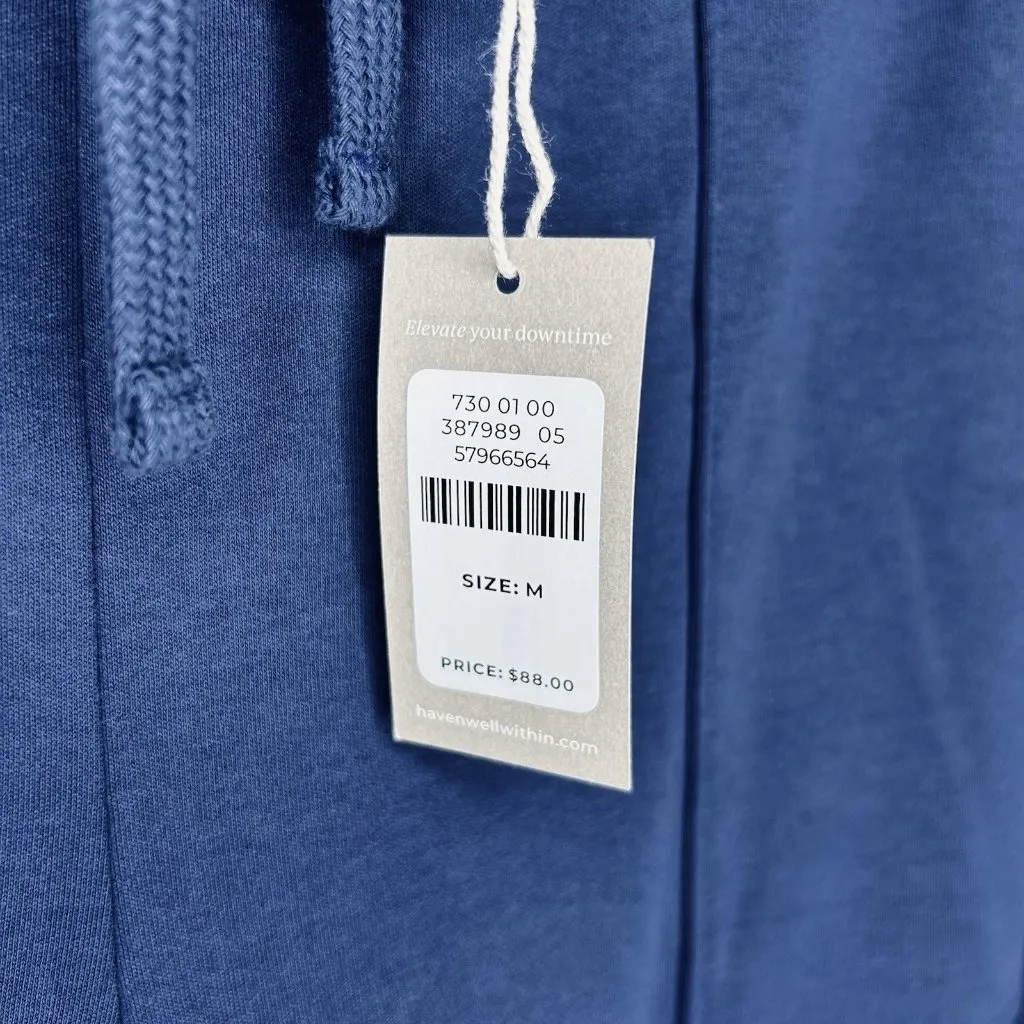 Elevate your downtime
730 01 00
387989 05
57966564
SIZE: M
PRICE: $88.00
havenwellwithin.com